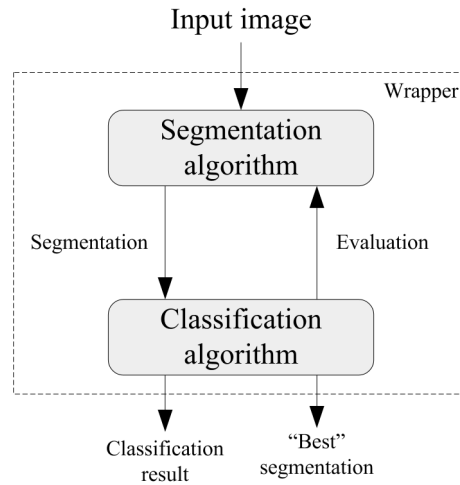 Input image
Wrapper
Segmentation
algorithm
Segmentation
Evaluation
Classification
algorithm
Classification
result
“Best”
segmentation